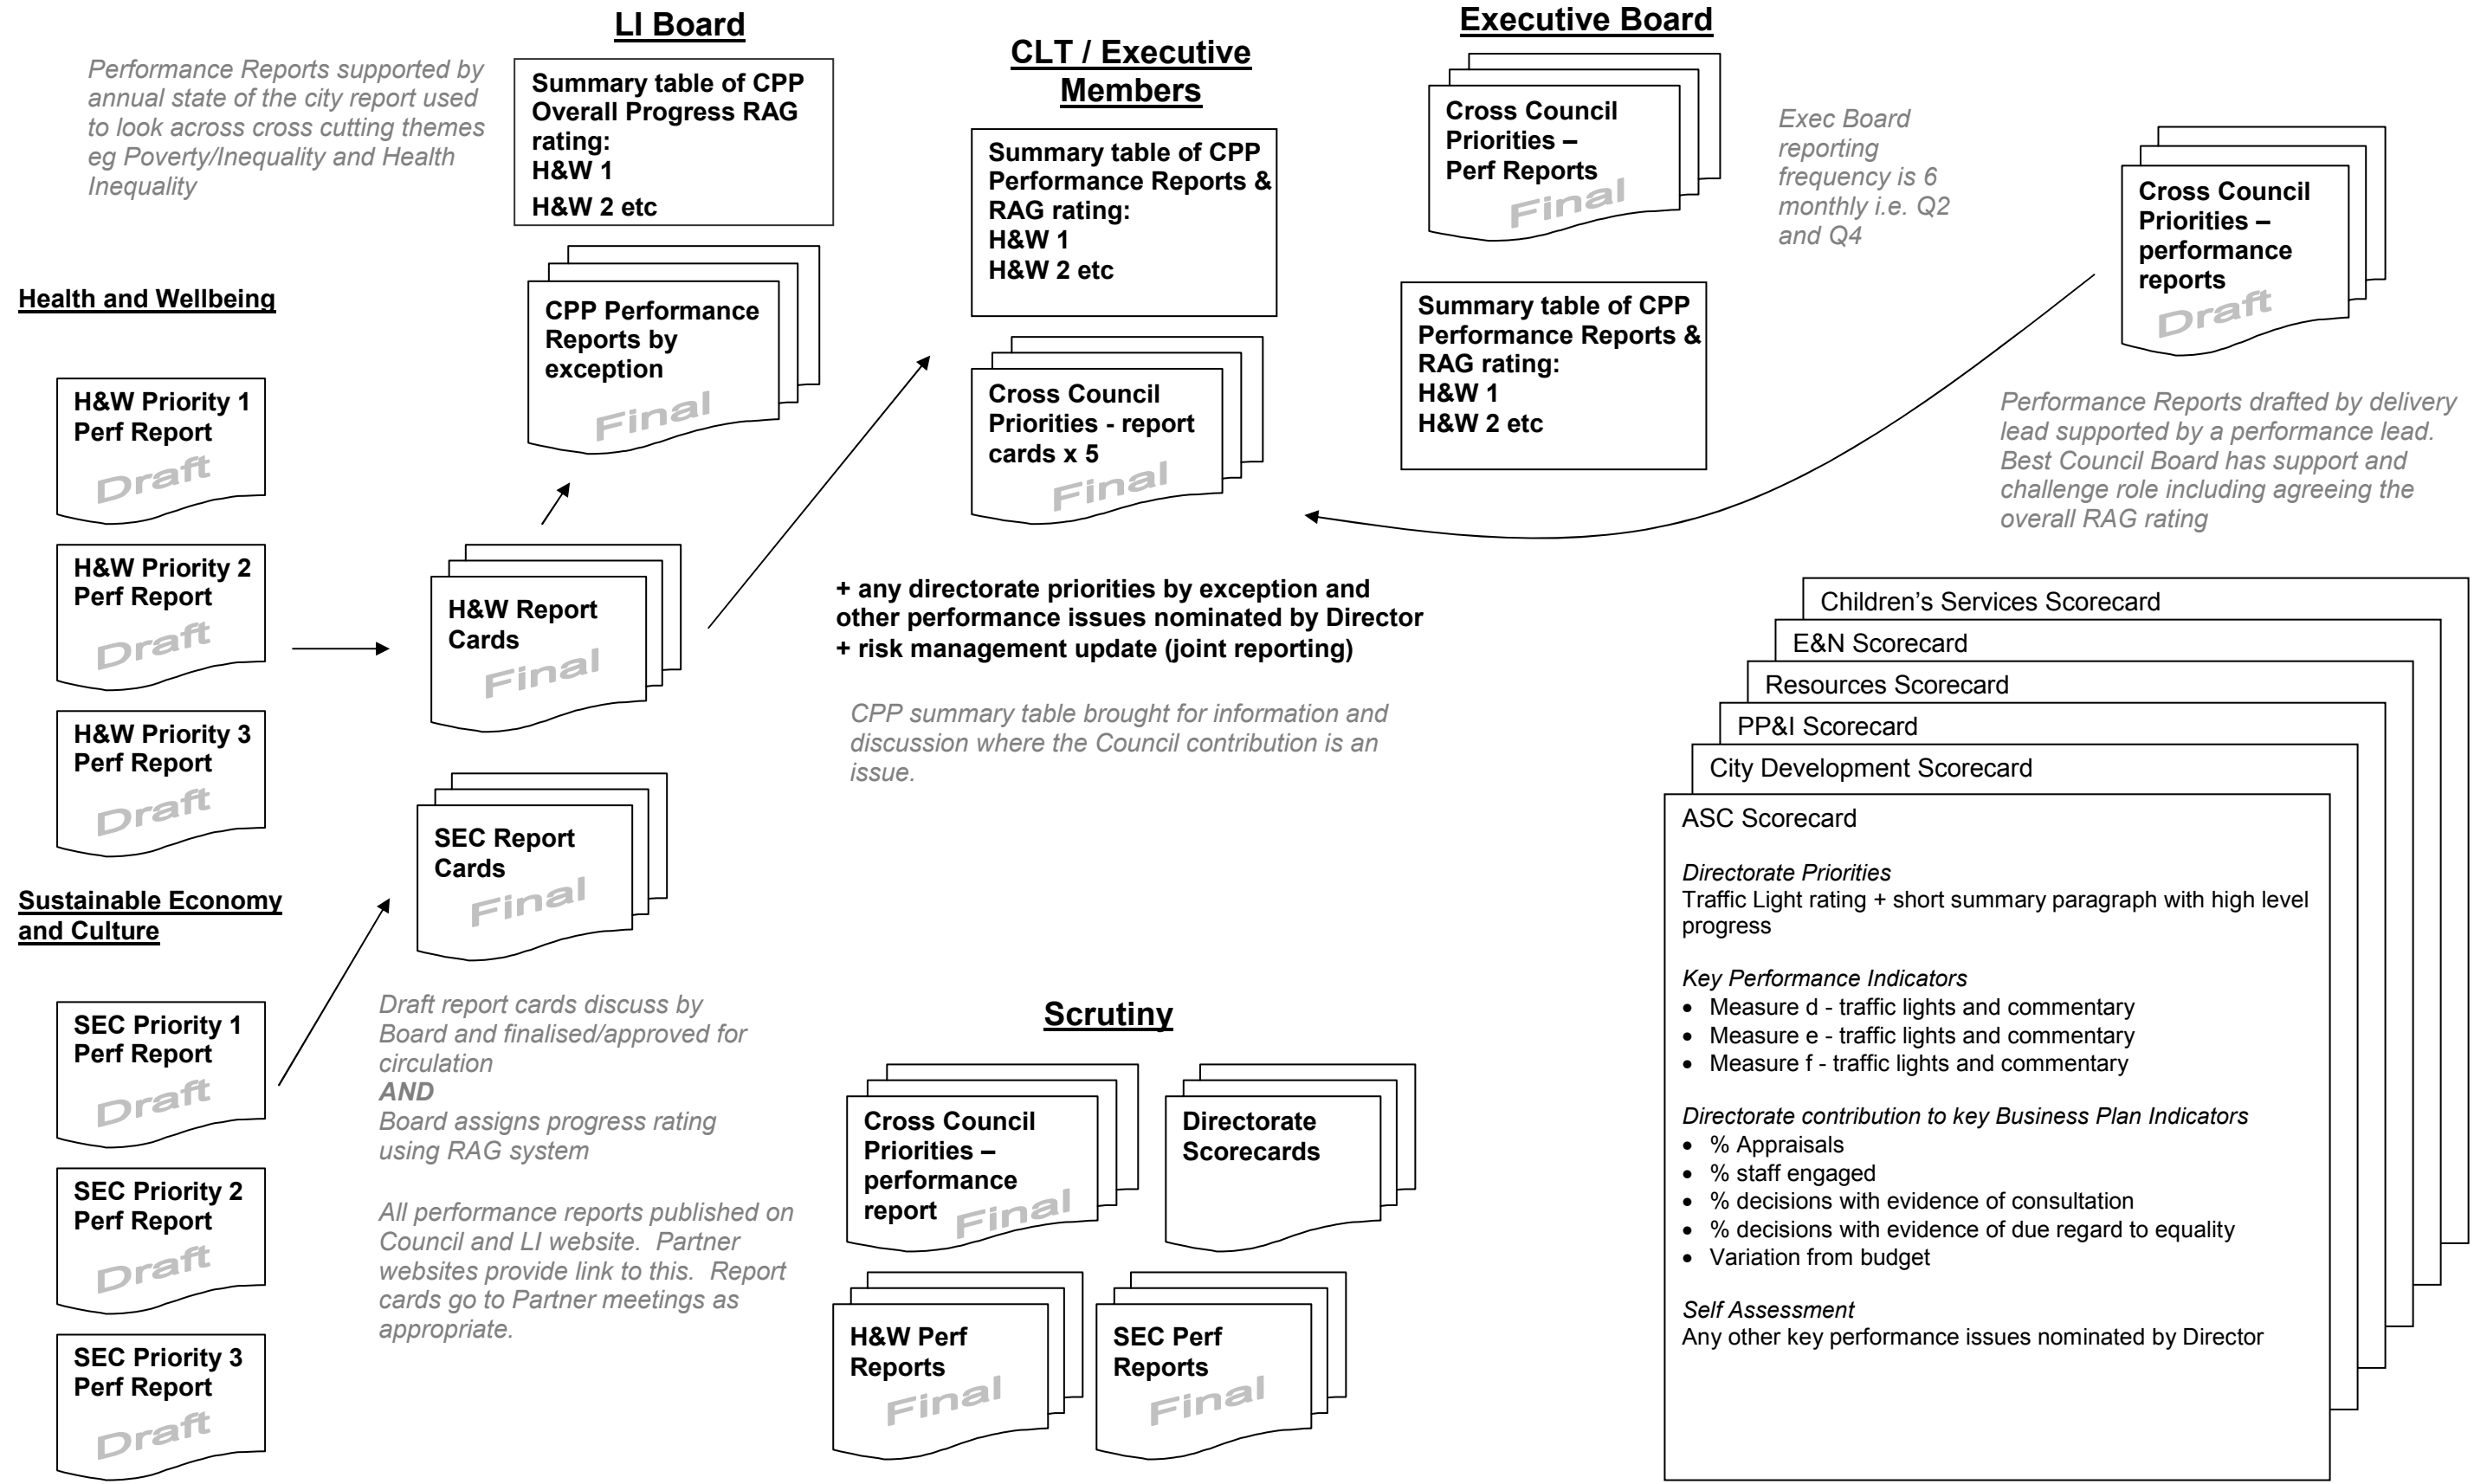 LI Board
Executive Board
CLT / Executive
Members
Performance Reports supported by
annual state of the city report used
to look across cross cutting themes
eg Poverty/Inequality and Health
Inequality
Summary table of CPP
Overall Progress RAG
rating:
H&W 1
H&W 2 etc
Summary table of CPP
Performance Reports &
RAG rating:
H&W 1
H&W 2 etc
Cross Council
Priorities –
Perf Reports
Final
Exec Board
reporting
frequency is 6
monthly i.e. Q2
and Q4
Cross Council
Priorities –
performance
reports
Draft
Health and Wellbeing
CPP Performance
Reports by
exception
Final
Cross Council
Priorities - report
cards x 5
Final
Summary table of CPP
Performance Reports &
RAG rating:
H&W 1
H&W 2 etc
Performance Reports drafted by delivery
lead supported by a performance lead.
Best Council Board has support and
challenge role including agreeing the
overall RAG rating
H&W Priority 1
Perf Report
Draft
H&W Priority 2
Perf Report
Draft
H&W Priority 3
Perf Report
Draft
H&W Report
Cards
Final
+ any directorate priorities by exception and
other performance issues nominated by Director
+ risk management update (joint reporting)
CPP summary table brought for information and
discussion where the Council contribution is an
issue.
SEC Report
Cards
Final
Sustainable Economy
and Culture
SEC Priority 1
Perf Report
Draft
SEC Priority 2
Perf Report
Draft
SEC Priority 3
Perf Report
Draft
Draft report cards discuss by
Board and finalised/approved for
circulation
AND
Board assigns progress rating
using RAG system
All performance reports published on
Council and LI website. Partner
websites provide link to this. Report
cards go to Partner meetings as
appropriate.
Scrutiny
Cross Council
Priorities –
performance
report
Final
Directorate
Scorecards
H&W Perf
Reports
Final
SEC Perf
Reports
Final
Children's Services Scorecard
E&N Scorecard
Resources Scorecard
PP&I Scorecard
City Development Scorecard
ASC Scorecard
Directorate Priorities
Traffic Light rating + short summary paragraph with high level
progress
Key Performance Indicators
• Measure d - traffic lights and commentary
• Measure e - traffic lights and commentary
• Measure f - traffic lights and commentary
Directorate contribution to key Business Plan Indicators
• % Appraisals
• % staff engaged
• % decisions with evidence of consultation
• % decisions with evidence of due regard to equality
• Variation from budget
Self Assessment
Any other key performance issues nominated by Director